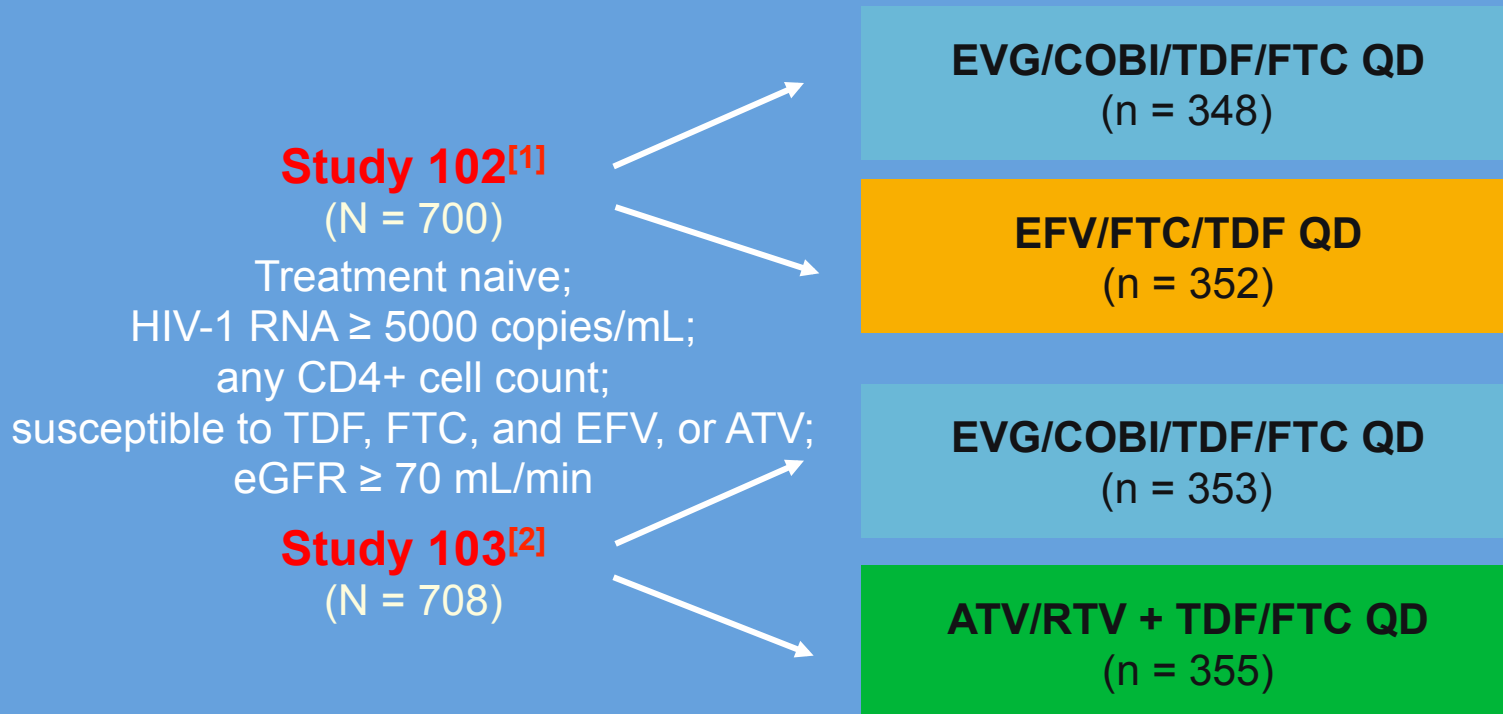 Study 102[1]
(N = 700)
Treatment naive;
HIV-1 RNA ≥ 5000 copies/mL;
any CD4+ cell count;
susceptible to TDF, FTC, and EFV, or ATV;
eGFR ≥ 70 mL/min
Study 103[2]
(N = 708)
EVG/COBI/TDF/FTC QD
(n = 348)
EFV/FTC/TDF QD
(n = 352)
EVG/COBI/TDF/FTC QD
(n = 353)
ATV/RTV + TDF/FTC QD
(n = 355)